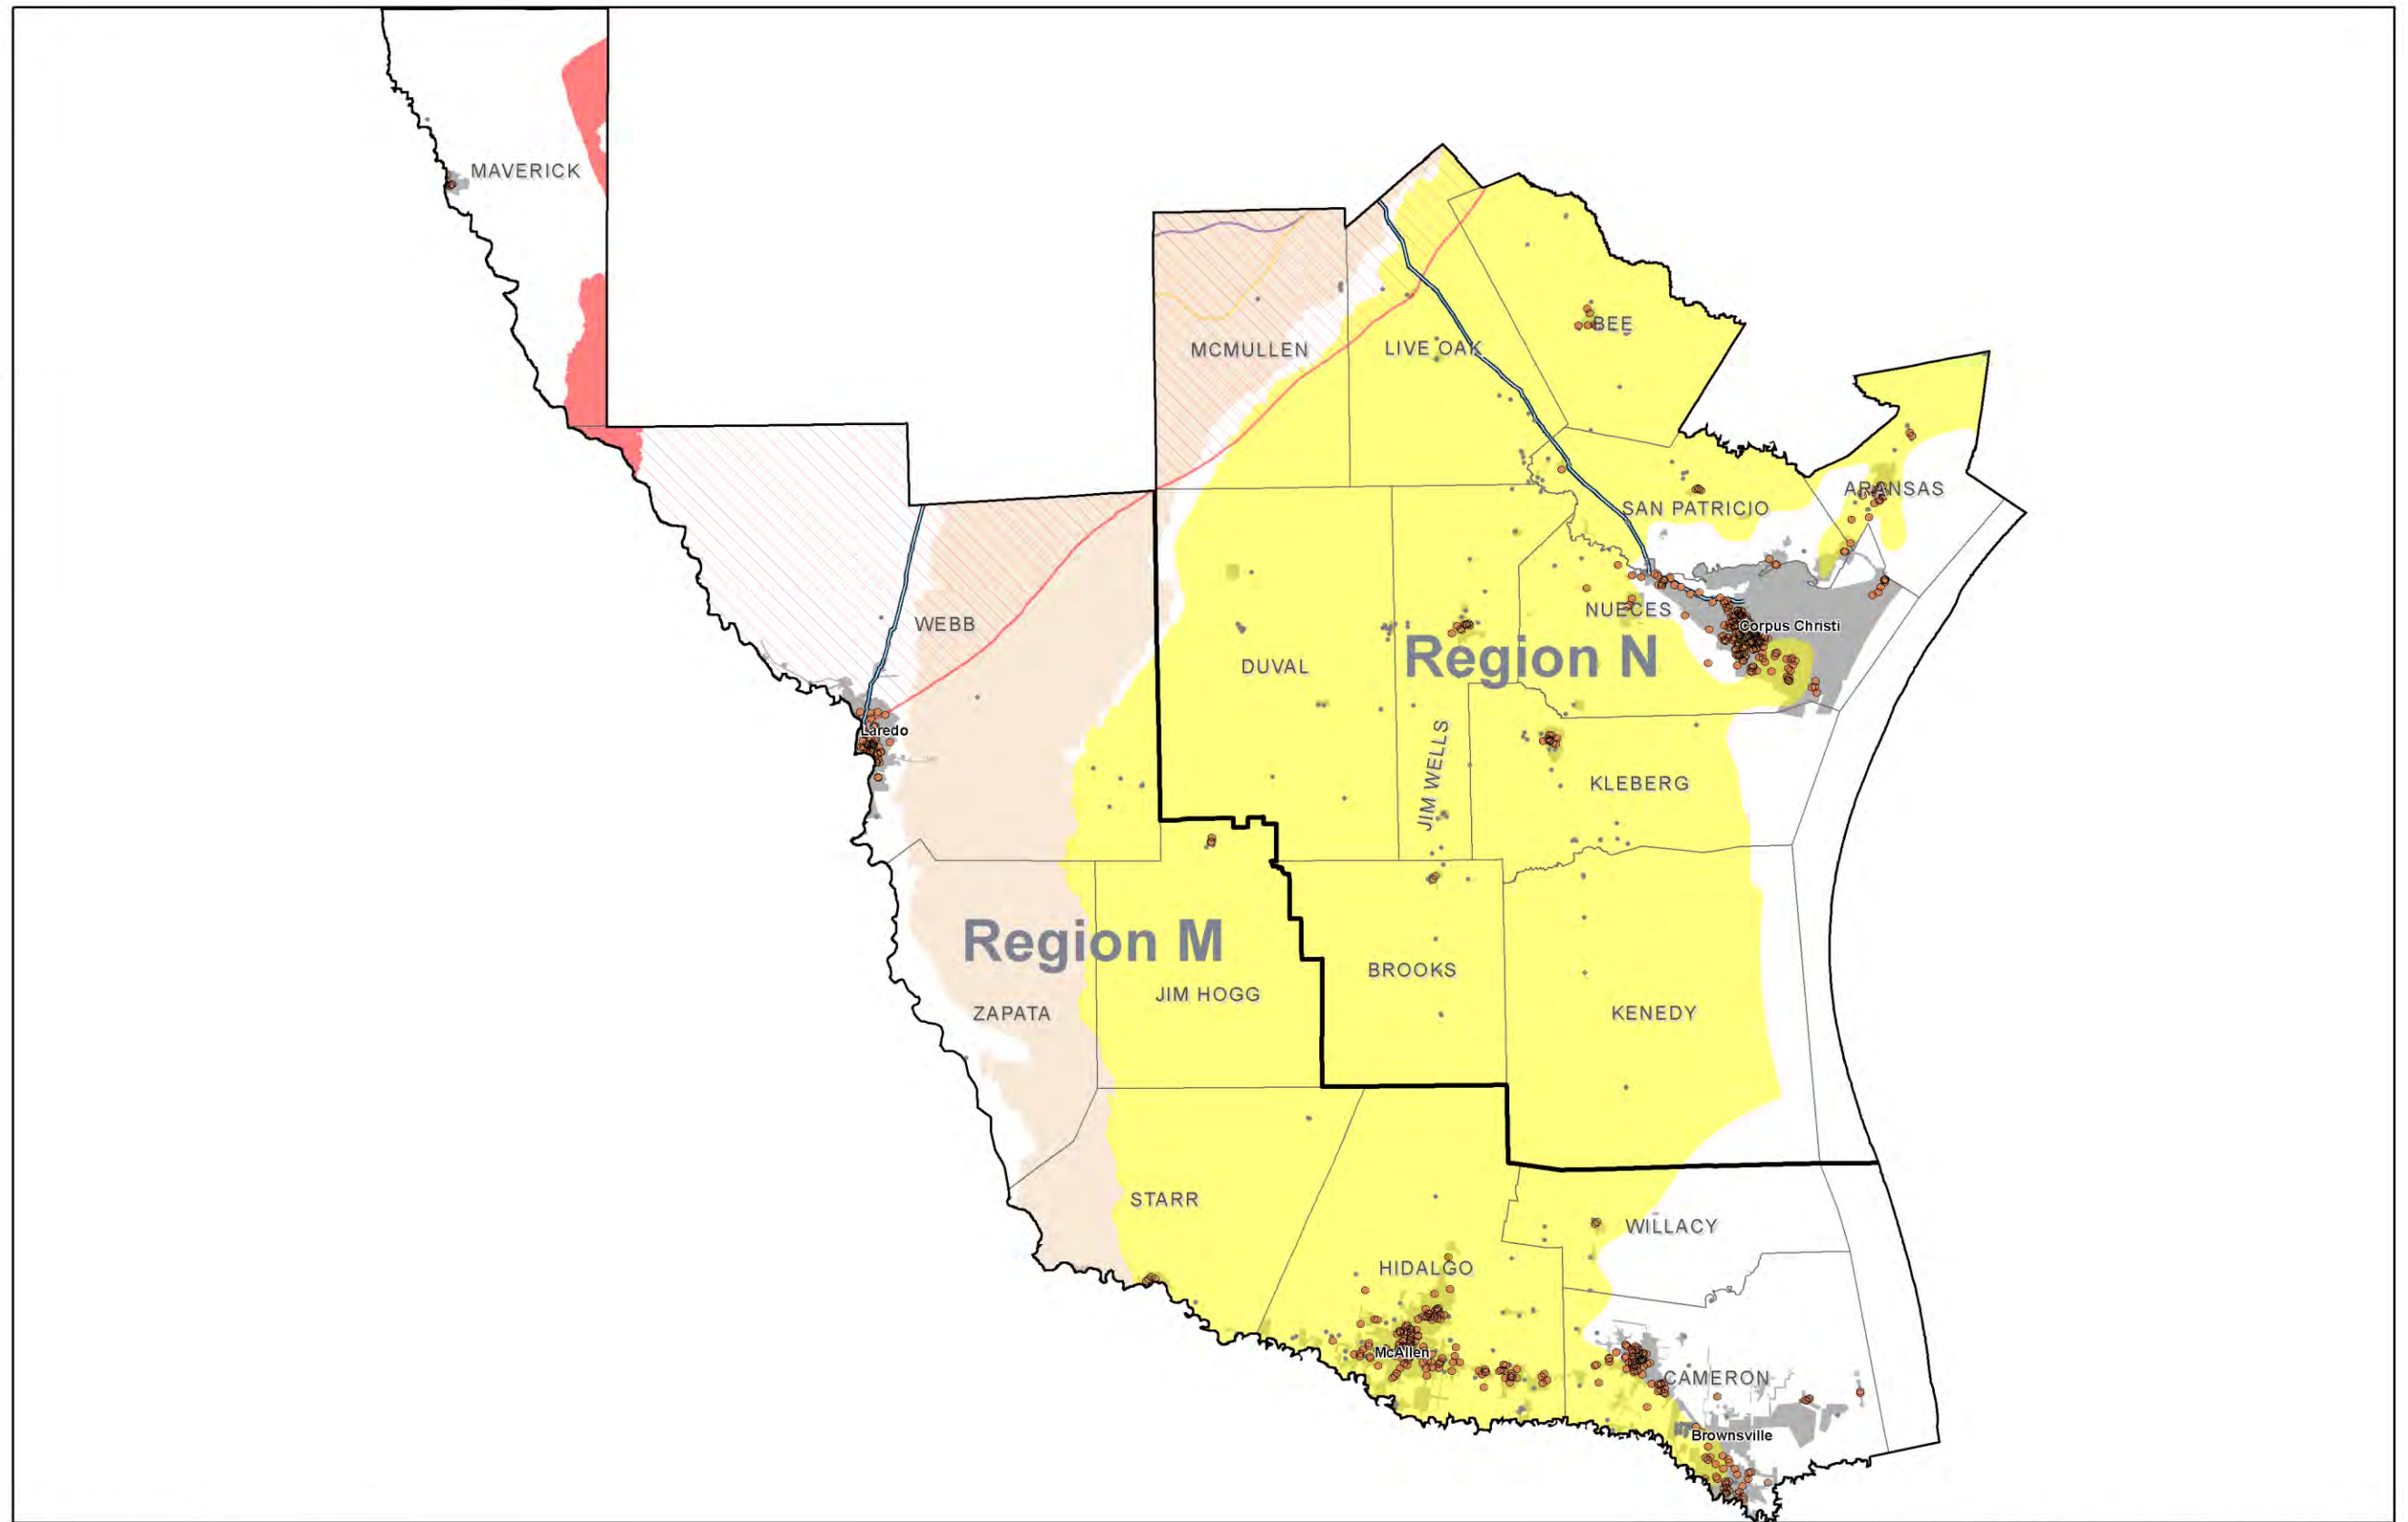 MAVERICK
BEE
MCMULLEN
LIVE OAK
ARANSAS
SAN PATRICIO
NUECES
WEBB
Corpus Christi
Region N
DUVAL
Laredo
JIM WELLS
KLEBERG
Region M
BROOKS
JIM HOGG
ZAPATA
KENEDY
STARR
WILLACY
HIDALGO
McAllen
CAMERON
Brownsville